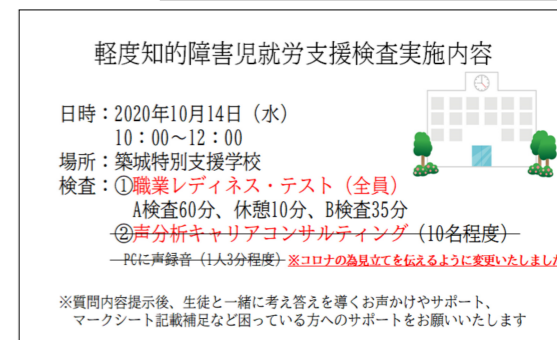 軽度知的障害児就労支援検査実施内容
日時：2020年10月14日（水）
10：00～12：00
場所：築城特別支援学校
検査：①職業レディネス・テスト（全員）
A検査60分、休憩10分、B検査35分
②声分析キャリアコンサルティング（10名程度）
PCに声録音（1人3分程度）※コロナの為見立てを伝えるように変更いたしました
※質問内容提示後、生徒と一緒に考え答えを導くお声かけやサポート、
マークシート記載補足など困っている方へのサポートをお願いいたします